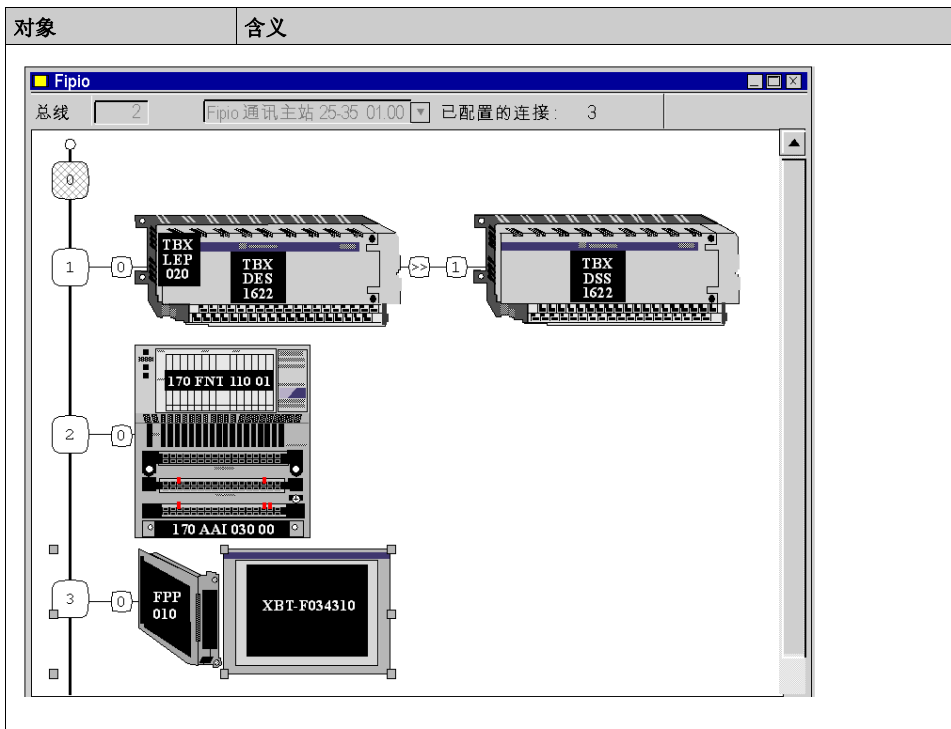 对象 含义
Fipio
总线 2 Fipio 通讯主站 25-35 01.00 已配置的连接: 3
0
1 0 TBX LEP 020 TBX DES 1622 >> 1 TBX DSS 1622
170 FNT 110 01
2 0
170 AAI 030 00
3 0 FPP 010 XBT-F034310